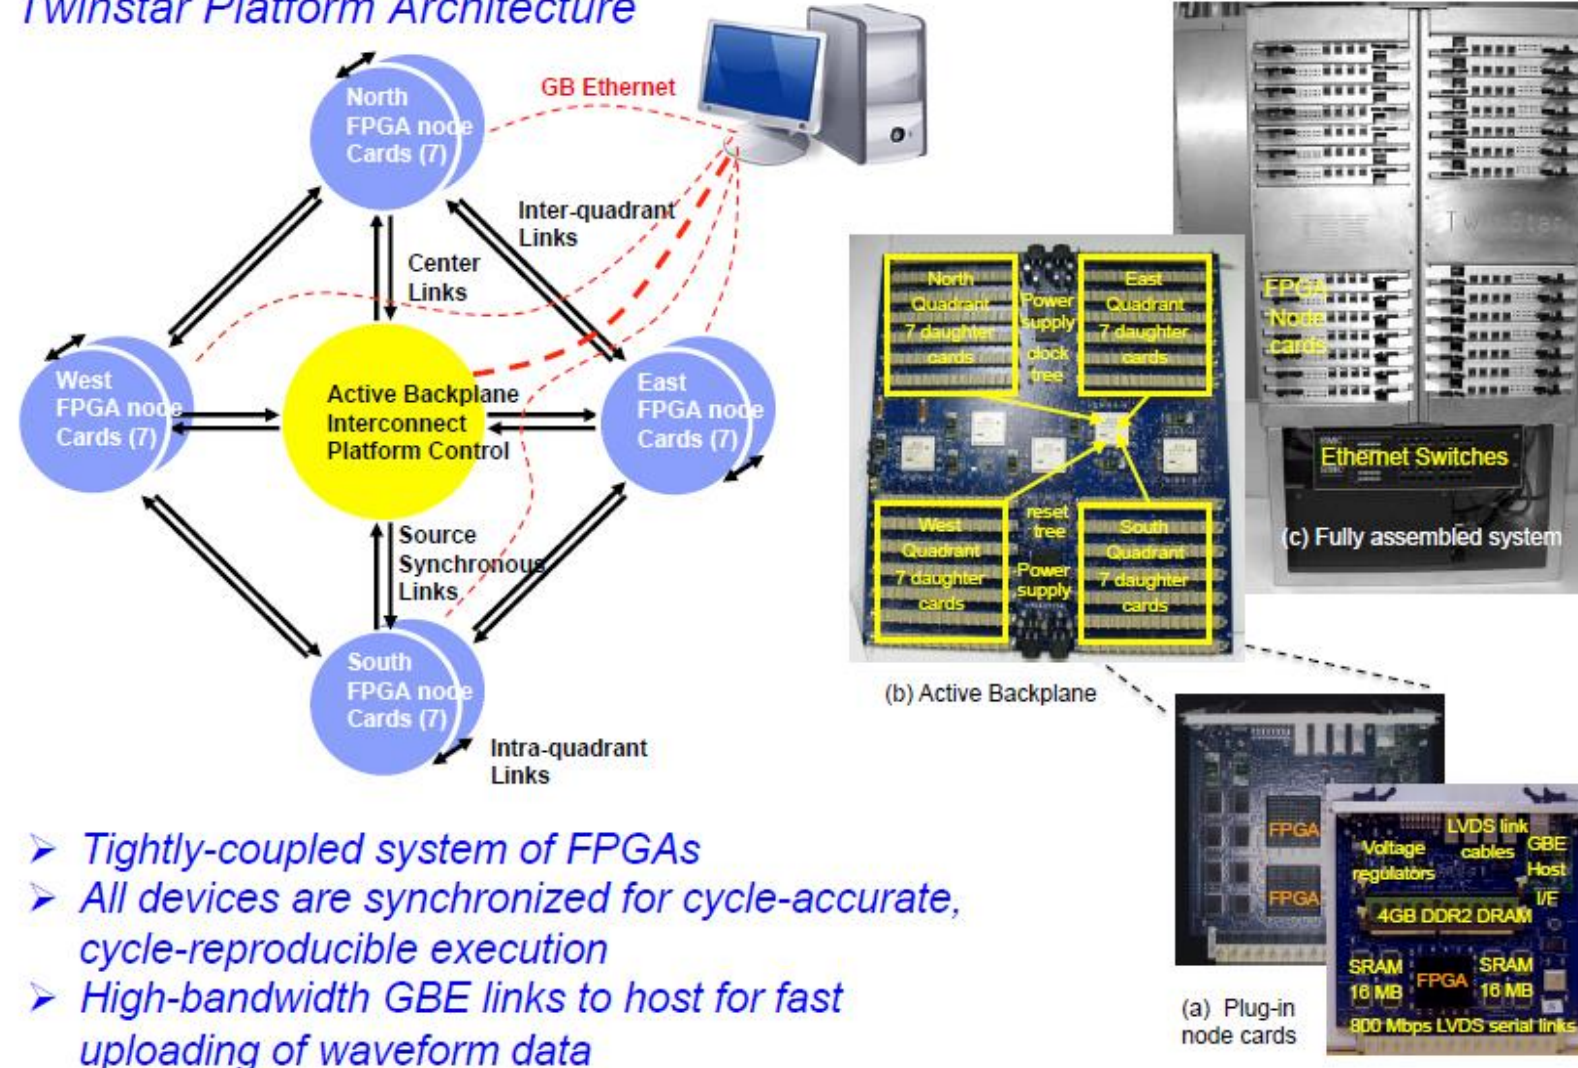 Twinstar Platform Architecture
GB Ethernet
North
FPGA node
Cards (7)
Inter-quadrant
Links
Center
Links
West
FPGA node
Cards (7)
Active Backplane
Interconnect
Platform Control
East
FPGA node
Cards (7)
Source
Synchronous
Links
South
FPGA node
Cards (7)
Intra-quadrant
Links
North
Quadrant
7 daughter
cards
Power
supply
clock
tree
East
Quadrant
7 daughter
cards
West
Quadrant
7 daughter
cards
reset
tree
Power
supply
South
Quadrant
7 daughter
cards
(b) Active Backplane
IBM
TwinStar
FPGA
Node
cards
Ethernet Switches
(c) Fully assembled system
FPGA
FPGA
LVDS link
cables
Voltage
regulators
GBE
Host
I/F
4GB DDR2 DRAM
SRAM
16 MB
FPGA
SRAM
16 MB
800 Mbps LVDS serial links
(a) Plug-in
node cards
➢ Tightly-coupled system of FPGAs
➢ All devices are synchronized for cycle-accurate,
cycle-reproducible execution
➢ High-bandwidth GBE links to host for fast
uploading of waveform data